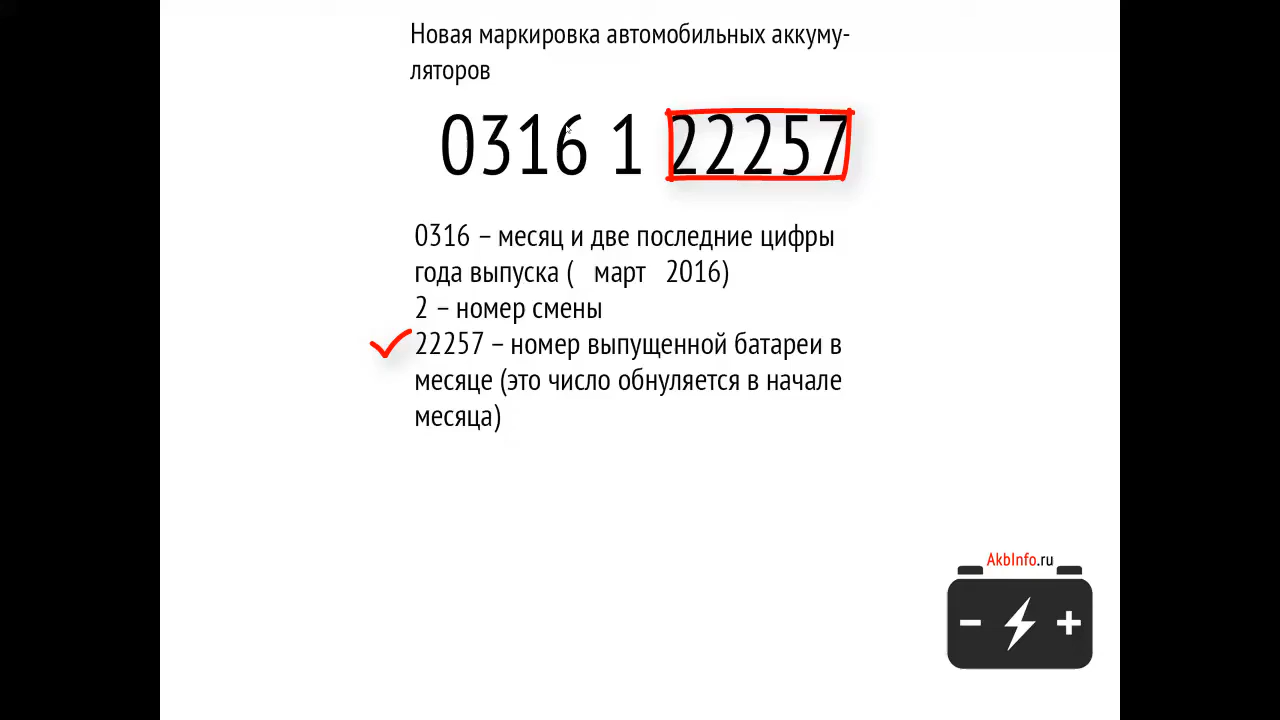 Новая маркировка автомобильных аккуму-
ляторов
0316 1 22257
0316 – месяц и две последние цифры
года выпуска ( март 2016)
2 – номер смены
22257 – номер выпущенной батареи в
месяце (это число обнуляется в начале
месяца)
AkbInfo.ru